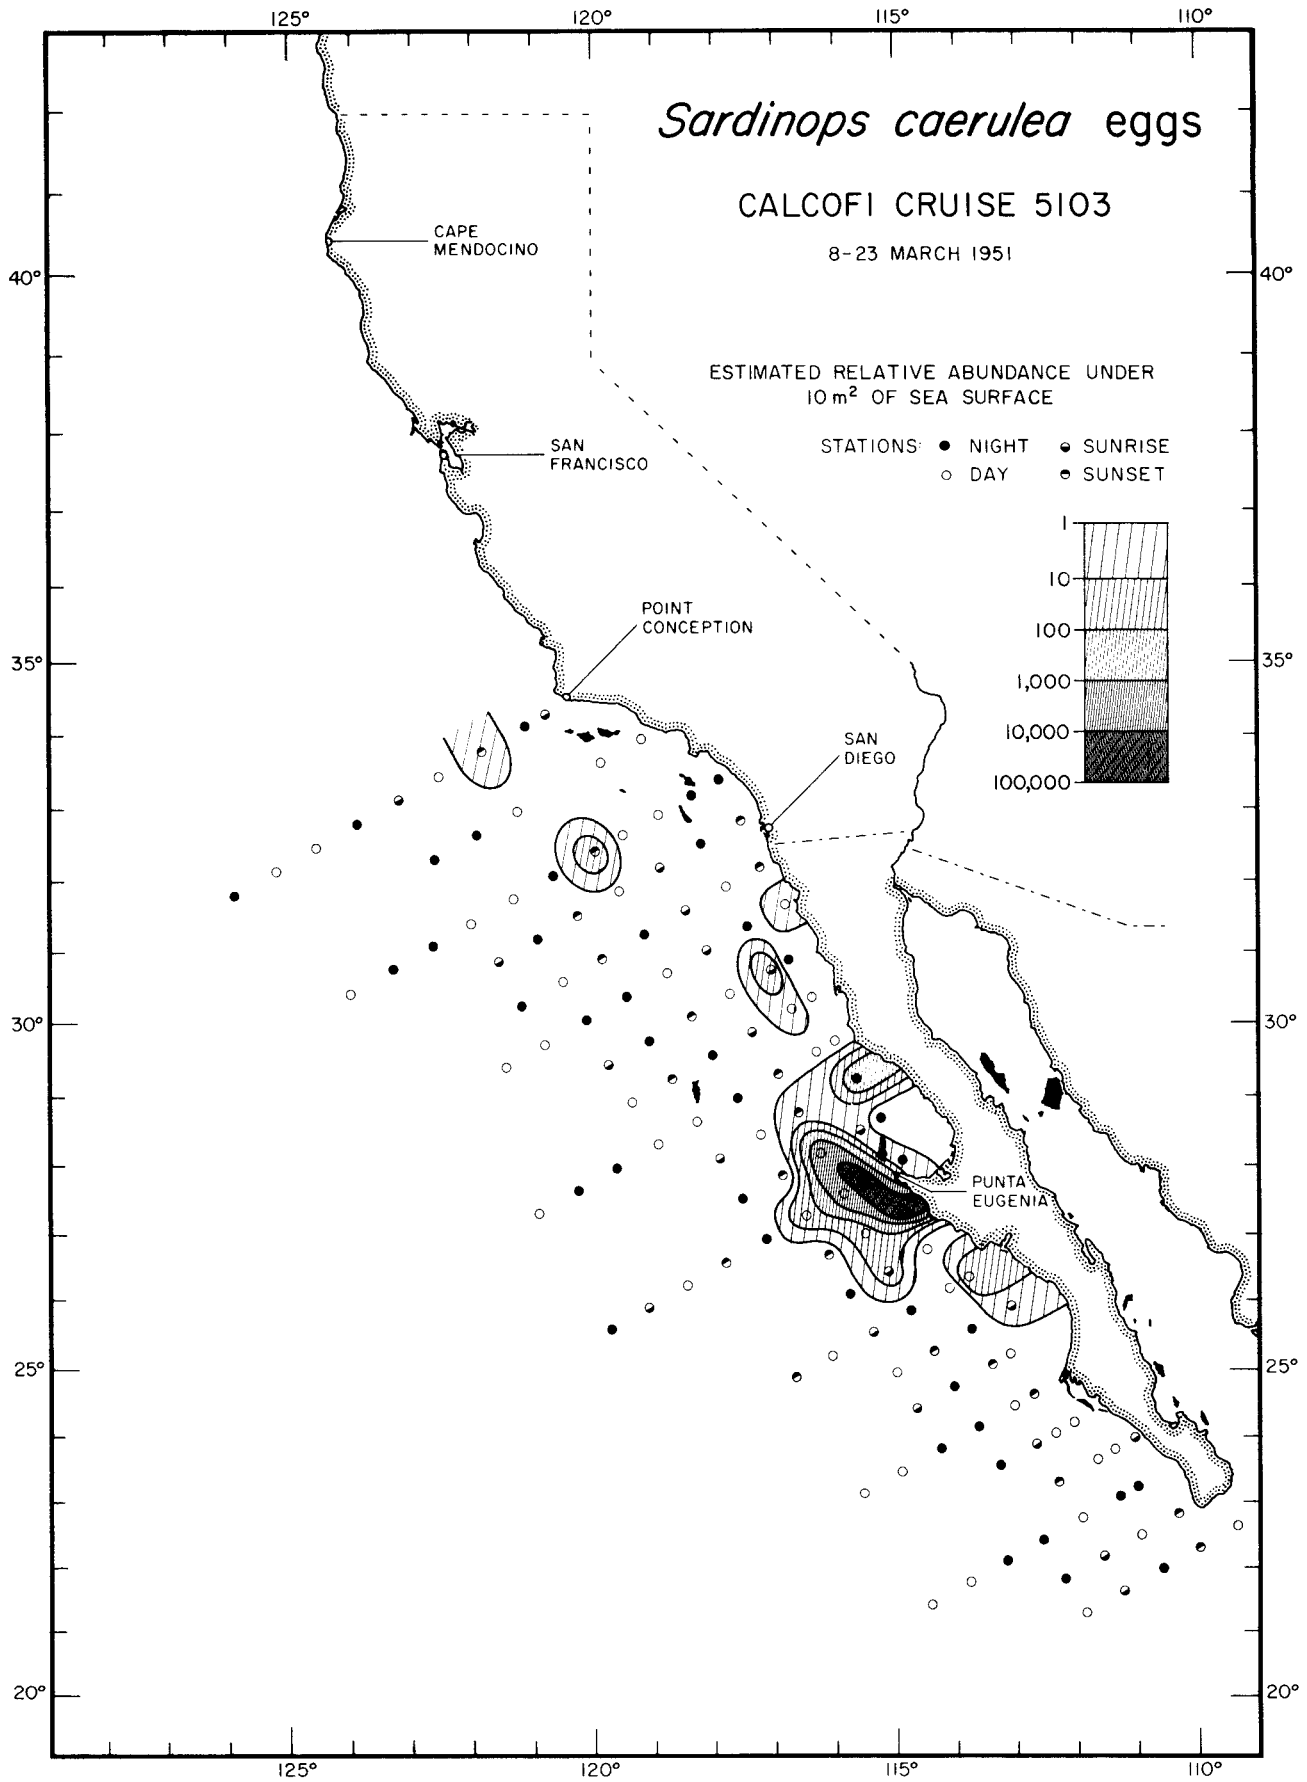 125° 120° 115° 110°
Sardinops caerulea eggs
CALCOFI CRUISE 5103
8-23 MARCH 1951
CAPE
MENDOCINO
40° 40°
ESTIMATED RELATIVE ABUNDANCE UNDER
10 m² OF SEA SURFACE
STATIONS: NIGHT SUNRISE
DAY SUNSET
SAN
FRANCISCO
1
10
100
1,000
10,000
100,000
POINT
CONCEPTION
35° 35°
SAN
DIEGO
30° 30°
PUNTA
EUGENIA
25° 25°
20° 20°
125° 120° 115° 110°